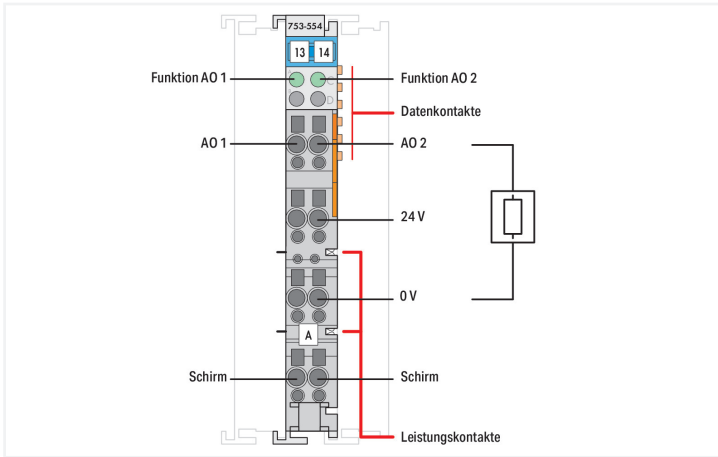 753-554
13 14
Funktion AO 1
Funktion AO 2
C
D
Datenkontakte
AO 1
AO 2
24 V
0 V
A
Schirm
Schirm
Leistungskontakte